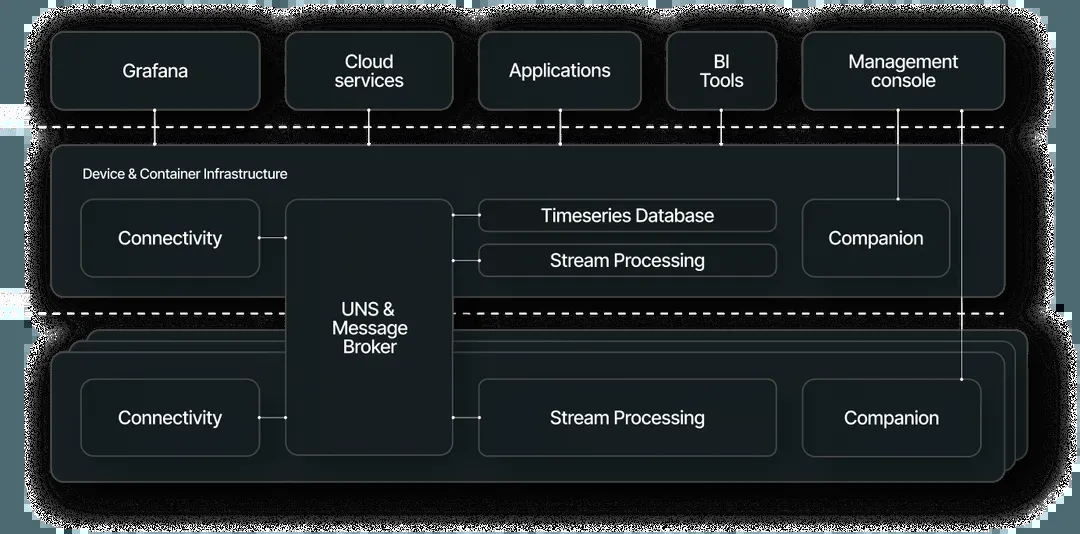 Grafana
Cloud
services
Applications
BI
Tools
Management
console
Device & Container Infrastructure
Connectivity
Timeseries Database
Stream Processing
Companion
UNS &
Message
Broker
Connectivity
Stream Processing
Companion